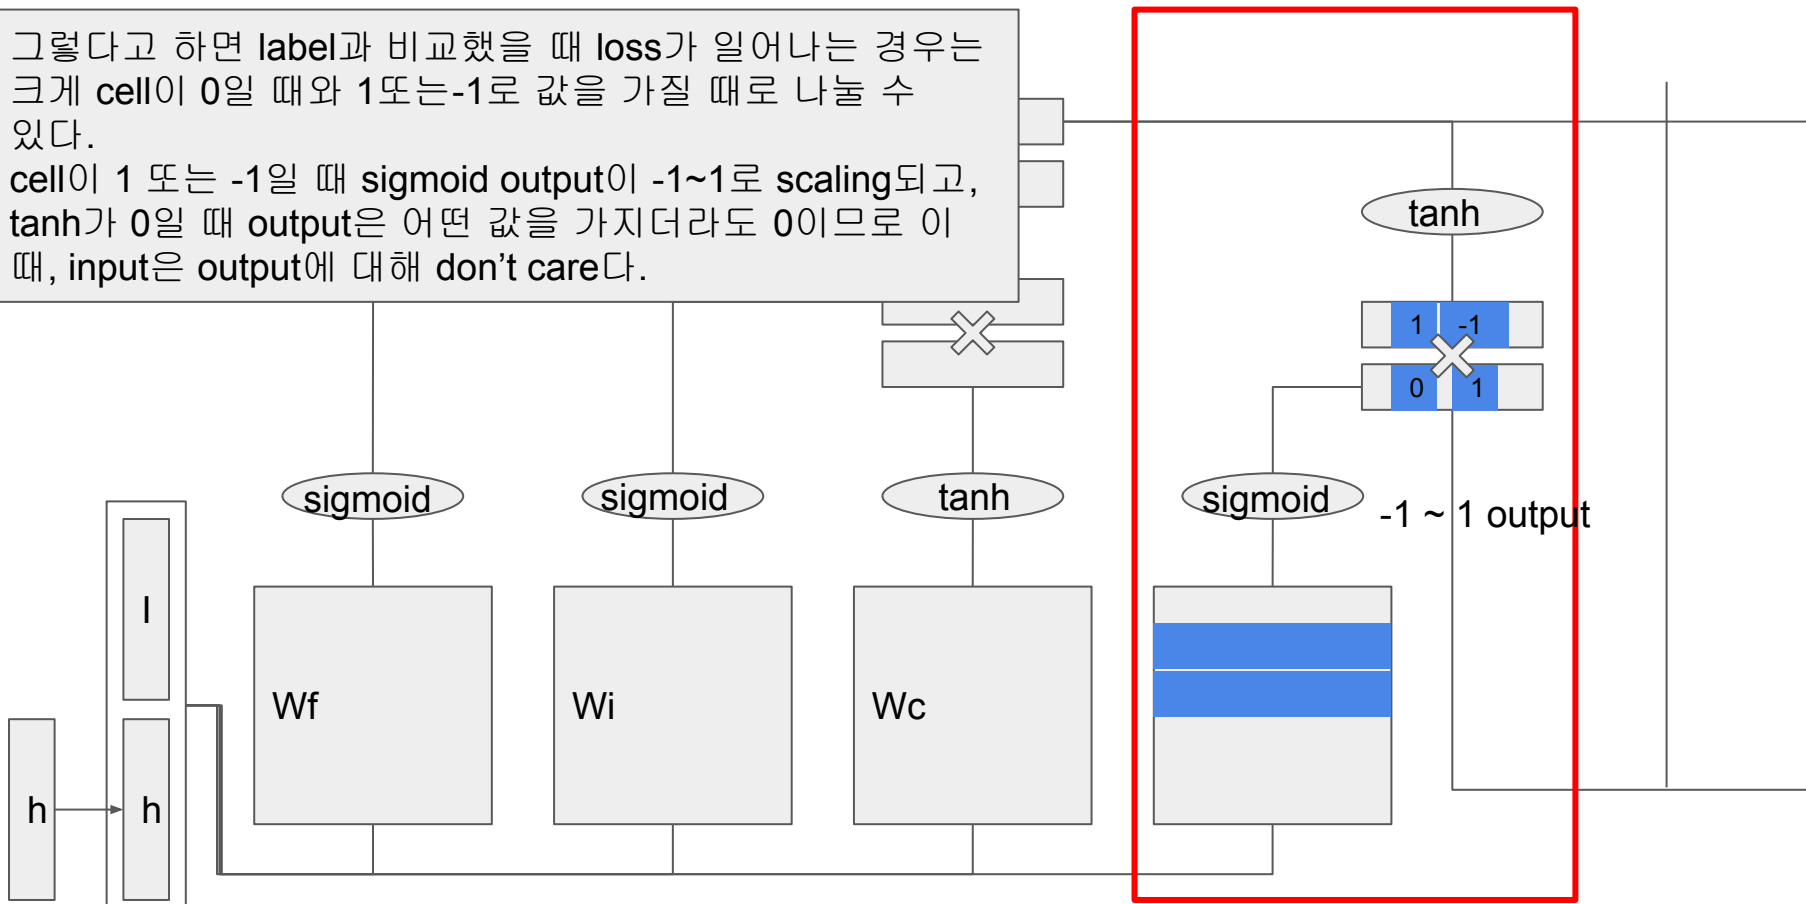 그렇다고 하면 label과 비교했을 때 loss가 일어나는 경우는
크게 cell이 0일 때와 1또는-1로 값을 가질 때로 나눌 수
있다.
cell이 1 또는 -1일 때 sigmoid output이 -1~1로 scaling되고,
tanh가 0일 때 output은 어떤 값을 가지더라도 0이므로 이
때, input은 output에 대해 don’t care다.
tanh
1 -1
0 1
sigmoid
sigmoid
tanh
sigmoid
-1 ~ 1 output
I
Wf
Wi
Wc
h
h